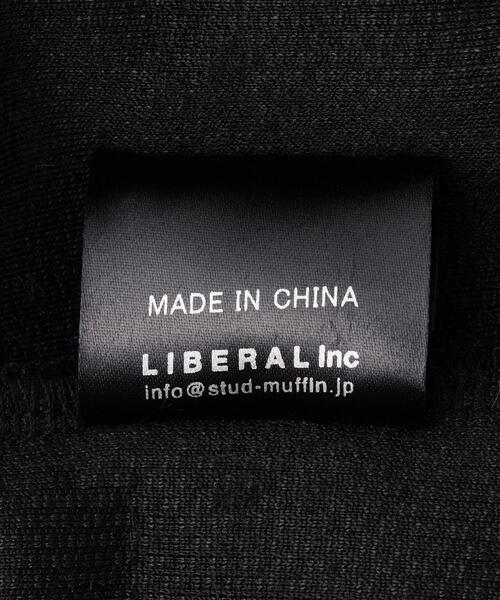 MADE IN CHINA
LIBERAL Inc
info@stud-muffin.jp